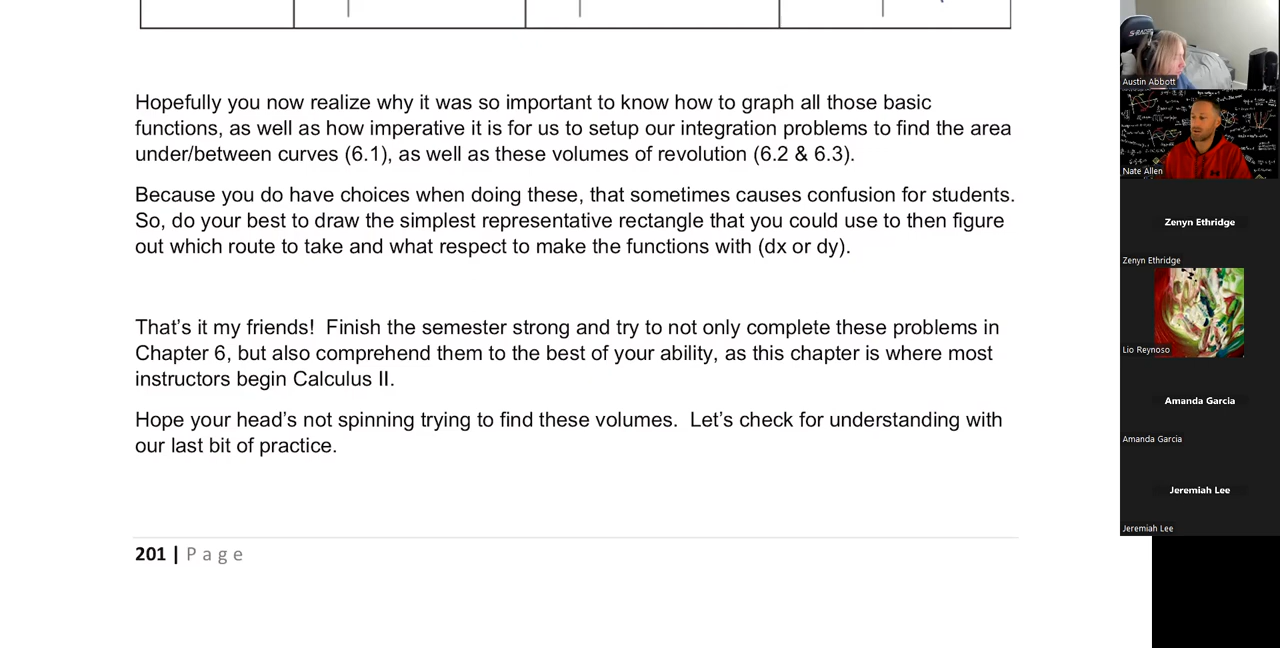 Hopefully you now realize why it was so important to know how to graph all those basic
functions, as well as how imperative it is for us to setup our integration problems to find the area
under/between curves (6.1), as well as these volumes of revolution (6.2 & 6.3).
Because you do have choices when doing these, that sometimes causes confusion for students.
So, do your best to draw the simplest representative rectangle that you could use to then figure
out which route to take and what respect to make the functions with (dx or dy).
That's it my friends!  Finish the semester strong and try to not only complete these problems in
Chapter 6, but also comprehend them to the best of your ability, as this chapter is where most
instructors begin Calculus II.
Hope your head's not spinning trying to find these volumes.  Let's check for understanding with
our last bit of practice.
201 | Page
Austin Abbott
Nate Allen
Zenyn Ethridge
Zenyn Ethridge
Lio Reynoso
Amanda Garcia
Amanda Garcia
Jeremiah Lee
Jeremiah Lee